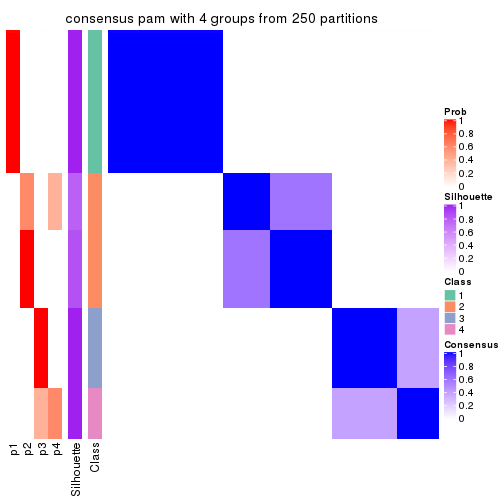 consensus pam with 4 groups from 250 partitions
Prob
1
0.8
0.6
0.4
0.2
0
Silhouette
1
0.8
0.6
0.4
0.2
0
Class
1
2
3
4
Consensus
1
0.8
0.6
0.4
0.2
0
p1
p2
p3
p4
Silhouette
Class